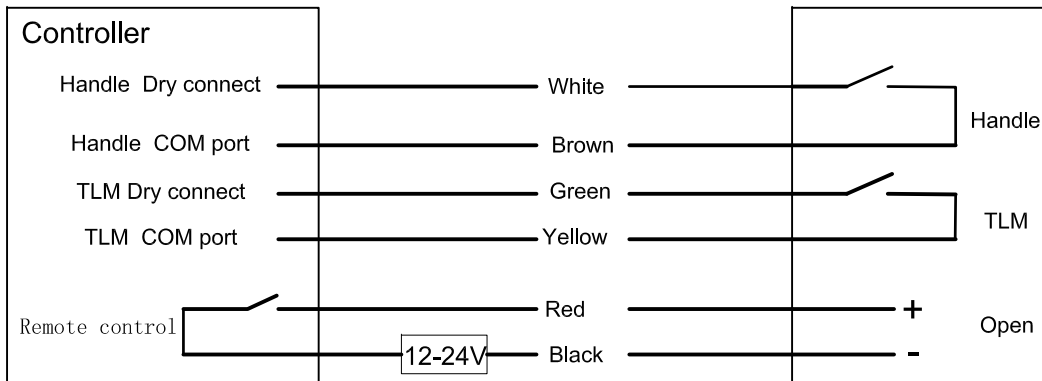 Controller
Handle Dry connect White
Handle COM port Brown
Handle
TLM Dry connect Green
TLM COM port Yellow
TLM
Remote control Red +
Open
12-24V Black -